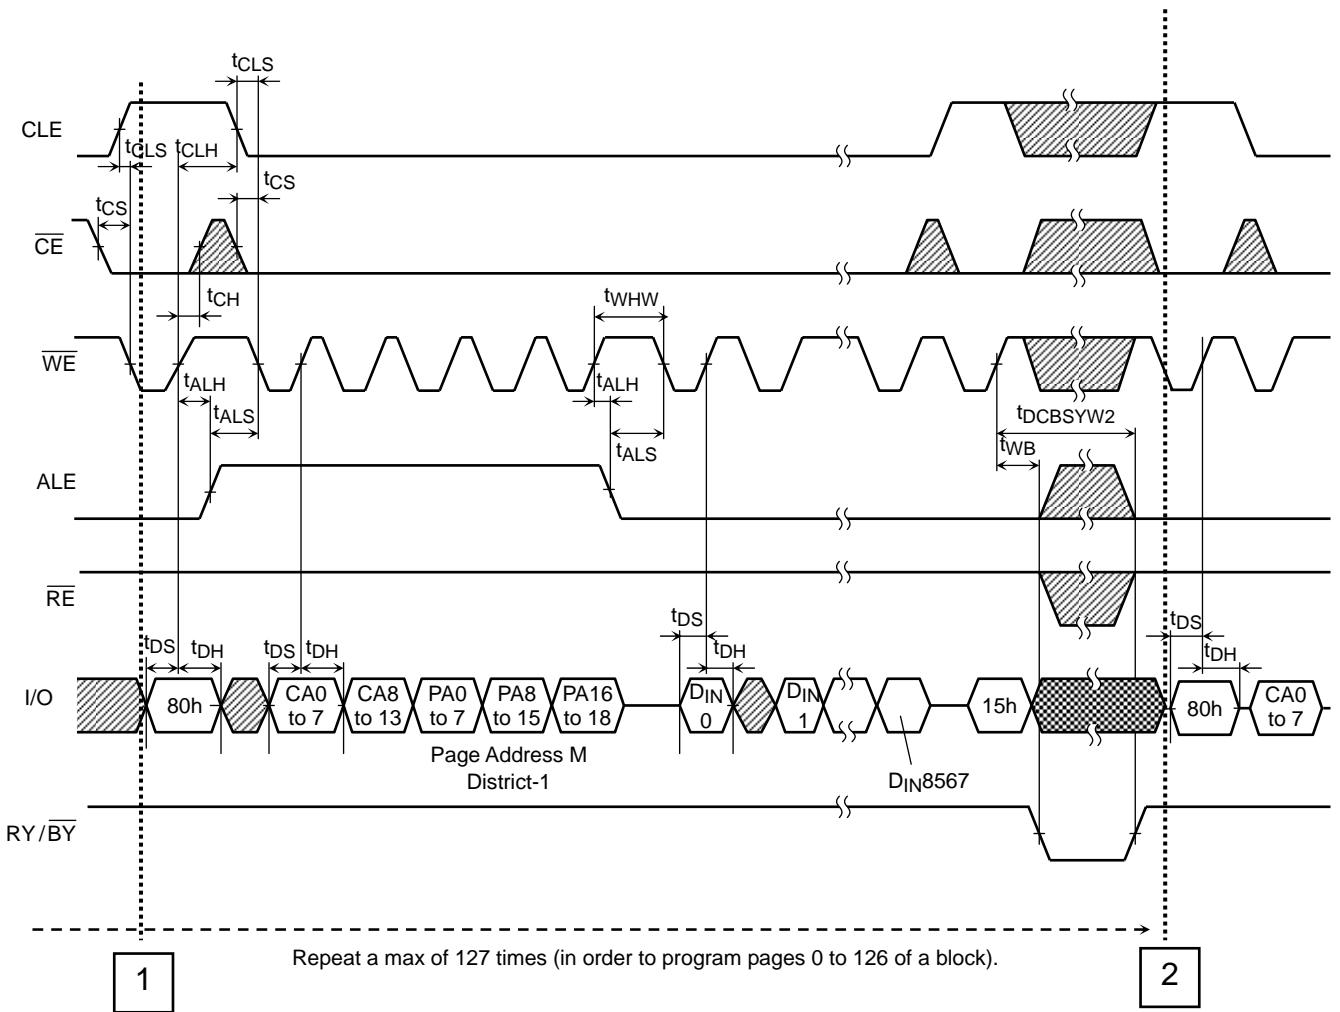 tCLS
CLE
tCLS
tCLH
tCS
tCS
CE
tCH
tWHW
WE
tALH
tALH
tALS
tALS
tDCBSYW2
tWB
ALE
RE
tDS
tDH
tDS
tDH
tDS
tDH
tDS
tDH
I/O
80h
CA0
to 7
CA8
to 13
PA0
to 7
PA8
to 15
PA16
to 18
DIN
0
DIN
1
15h
80h
CA0
to 7
Page Address M
District-1
DIN8567
RY/BY
Repeat a max of 127 times (in order to program pages 0 to 126 of a block).
1
2